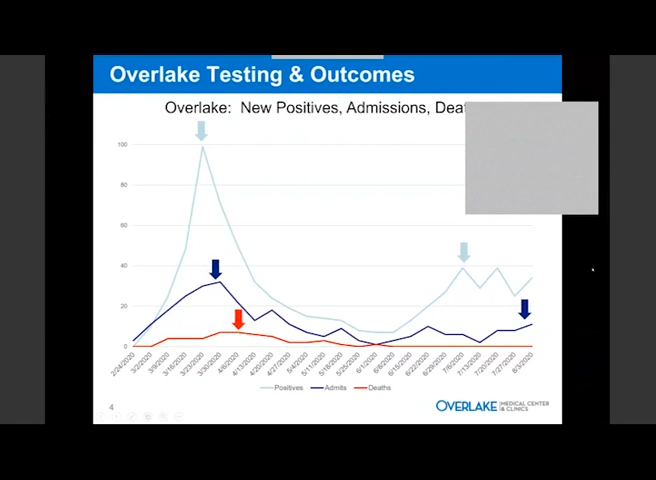 Overlake Testing & Outcomes
Overlake: New Positives, Admissions,
100
80
60
40
20
0
2/24/2020 3/2/2020 3/9/2020 3/16/2020 3/23/2020 3/30/2020 4/6/2020 4/13/2020 4/20/2020 4/27/2020 5/4/2020 5/11/2020 5/18/2020 5/25/2020 6/1/2020 6/8/2020 6/15/2020 6/22/2020 6/29/2020 7/6/2020 7/13/2020 7/20/2020 7/27/2020 8/3/2020
Positives Admits Deaths
4
OVERLAKE MEDICAL CENTER
& CLINICS